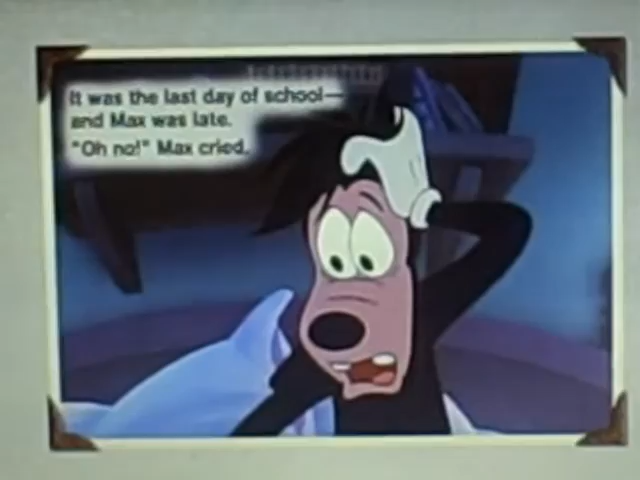 It was the last day of school—
and Max was late.
"Oh no!" Max cried.